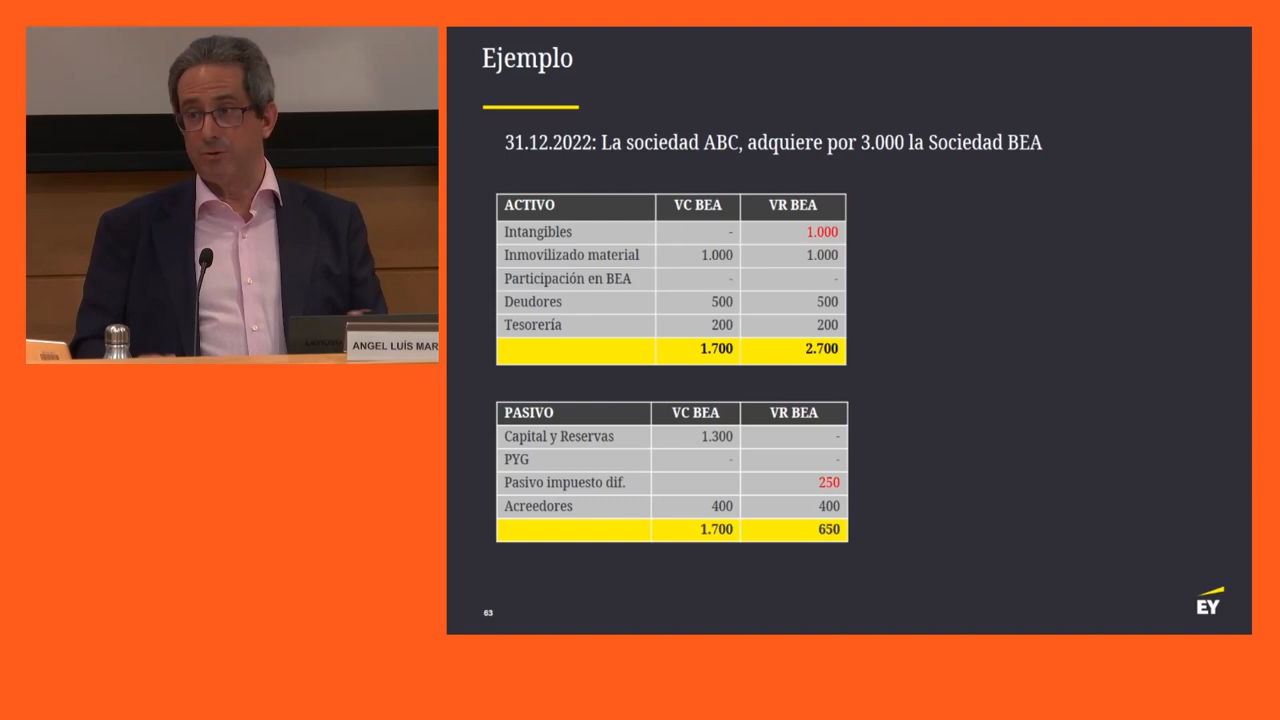 Ejemplo
31.12.2022: La sociedad ABC, adquiere por 3.000 la Sociedad BEA
ACTIVO VC BEA VR BEA
Intangibles - 1.000
Inmovilizado material 1.000 1.000
Participación en BEA - -
Deudores 500 500
Tesorería 200 200
1.700 2.700
PASIVO VC BEA VR BEA
Capital y Reservas 1.300 -
PYG - -
Pasivo impuesto dif. 250
Acreedores 400 400
1.700 650
63
EY
ANGEL LUÍS MAR